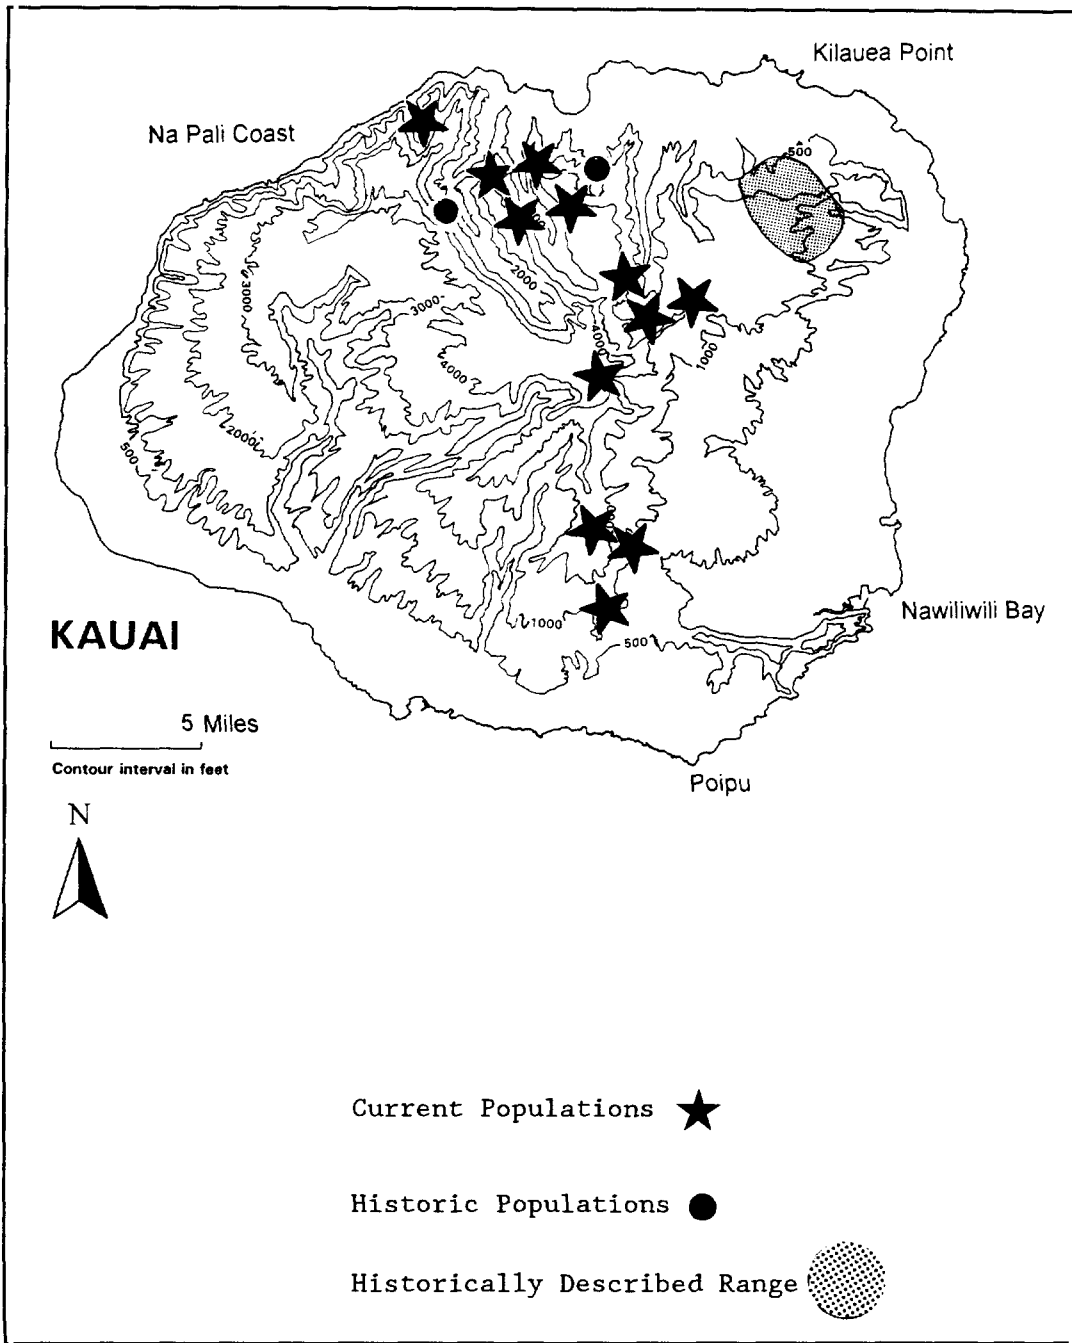 Kilauea Point
Na Pali Coast
500
2000
3000
3000
4000
4000
1000
2000
500
Nawiliwili Bay
1000
500
KAUAI
5 Miles
Contour interval in feet
Poipu
N
Current Populations
Historic Populations
Historically Described Range